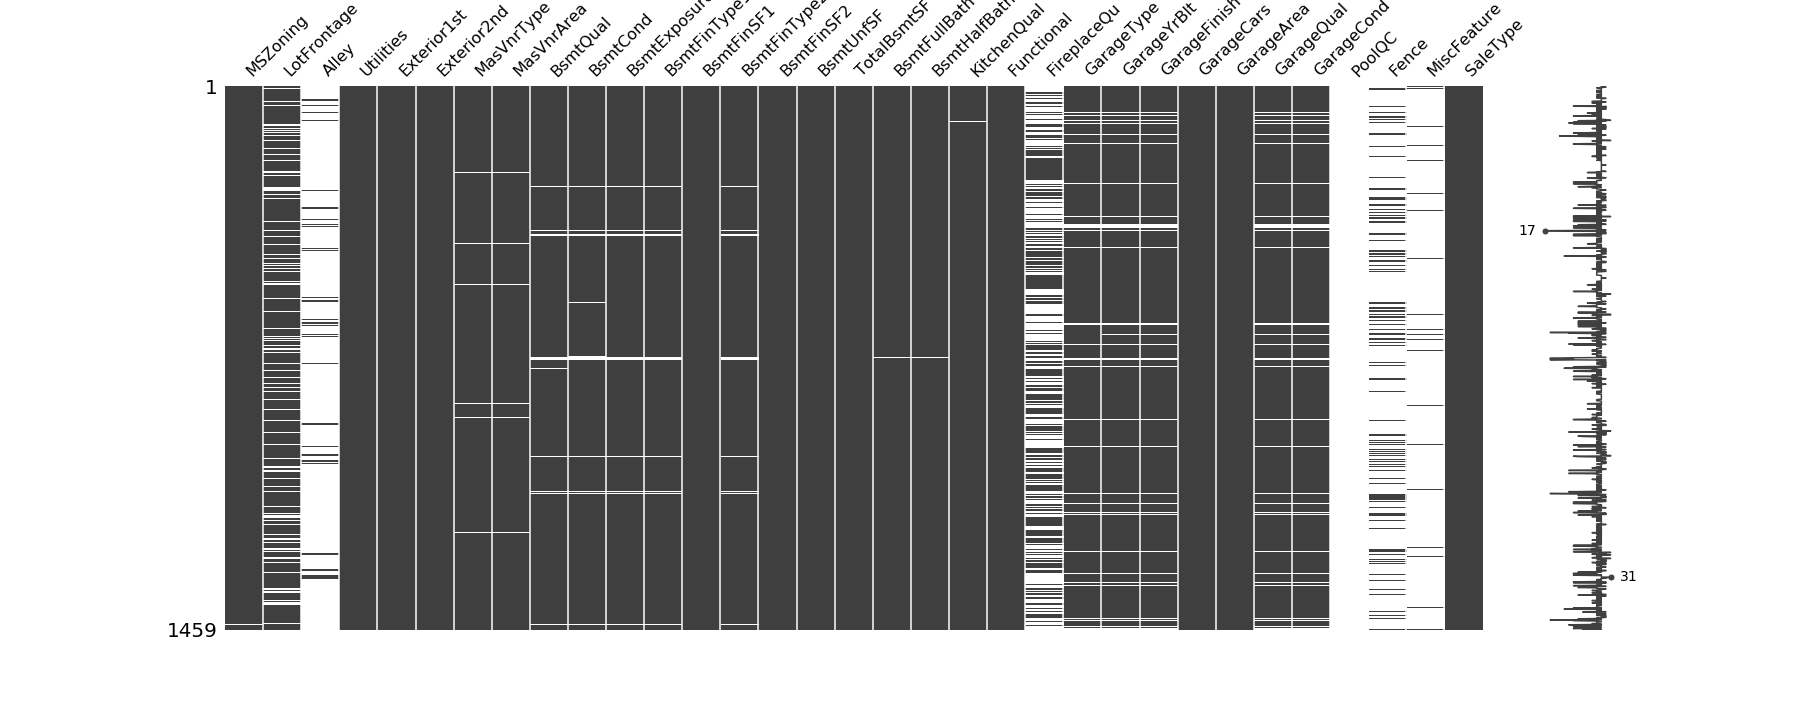 MSZoning
LotFrontage
Alley
Utilities
Exterior1st
Exterior2nd
MasVnrType
MasVnrArea
BsmtQual
BsmtCond
BsmtExposure
BsmtFinType1
BsmtFinSF1
BsmtFinType2
BsmtFinSF2
BsmtUnfSF
TotalBsmtSF
BsmtFullBath
BsmtHalfBath
KitchenQual
Functional
FireplaceQu
GarageType
GarageYrBlt
GarageFinish
GarageCars
GarageArea
GarageQual
GarageCond
PoolQC
Fence
MiscFeature
SaleType
1
17
31
1459